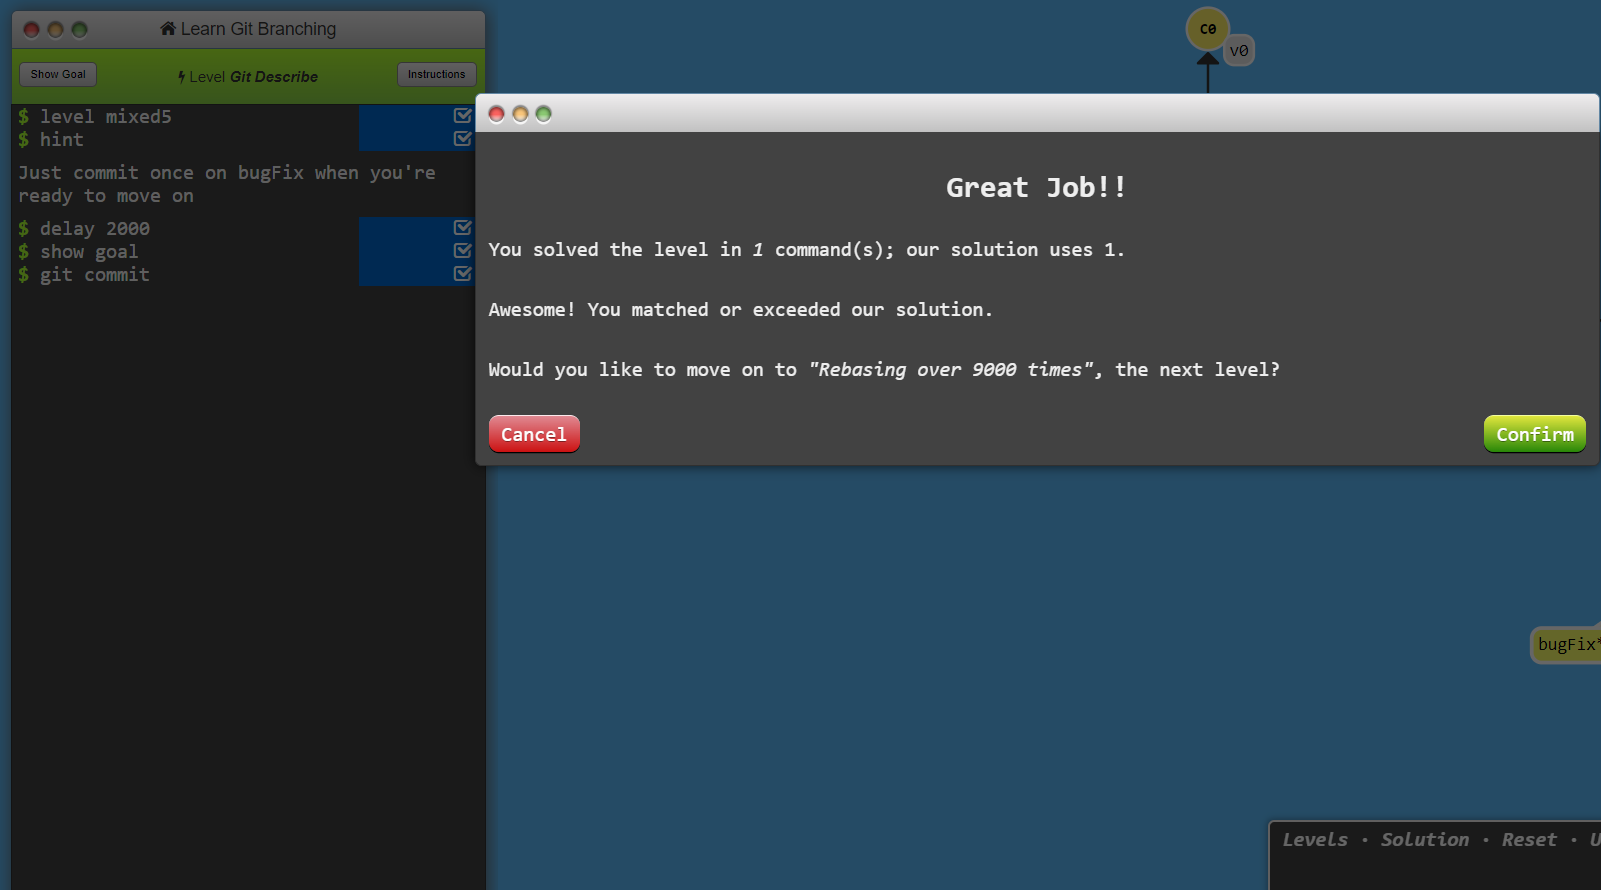 Learn Git Branching
Show Goal
Level Git Describe
Instructions
$ level mixed5
$ hint
Just commit once on bugFix when you're
ready to move on
$ delay 2000
$ show goal
$ git commit
C0
v0
Great Job!!
You solved the level in 1 command(s); our solution uses 1.
Awesome! You matched or exceeded our solution.
Would you like to move on to "Rebasing over 9000 times", the next level?
Cancel
Confirm
bugFix*
Levels · Solution · Reset ·